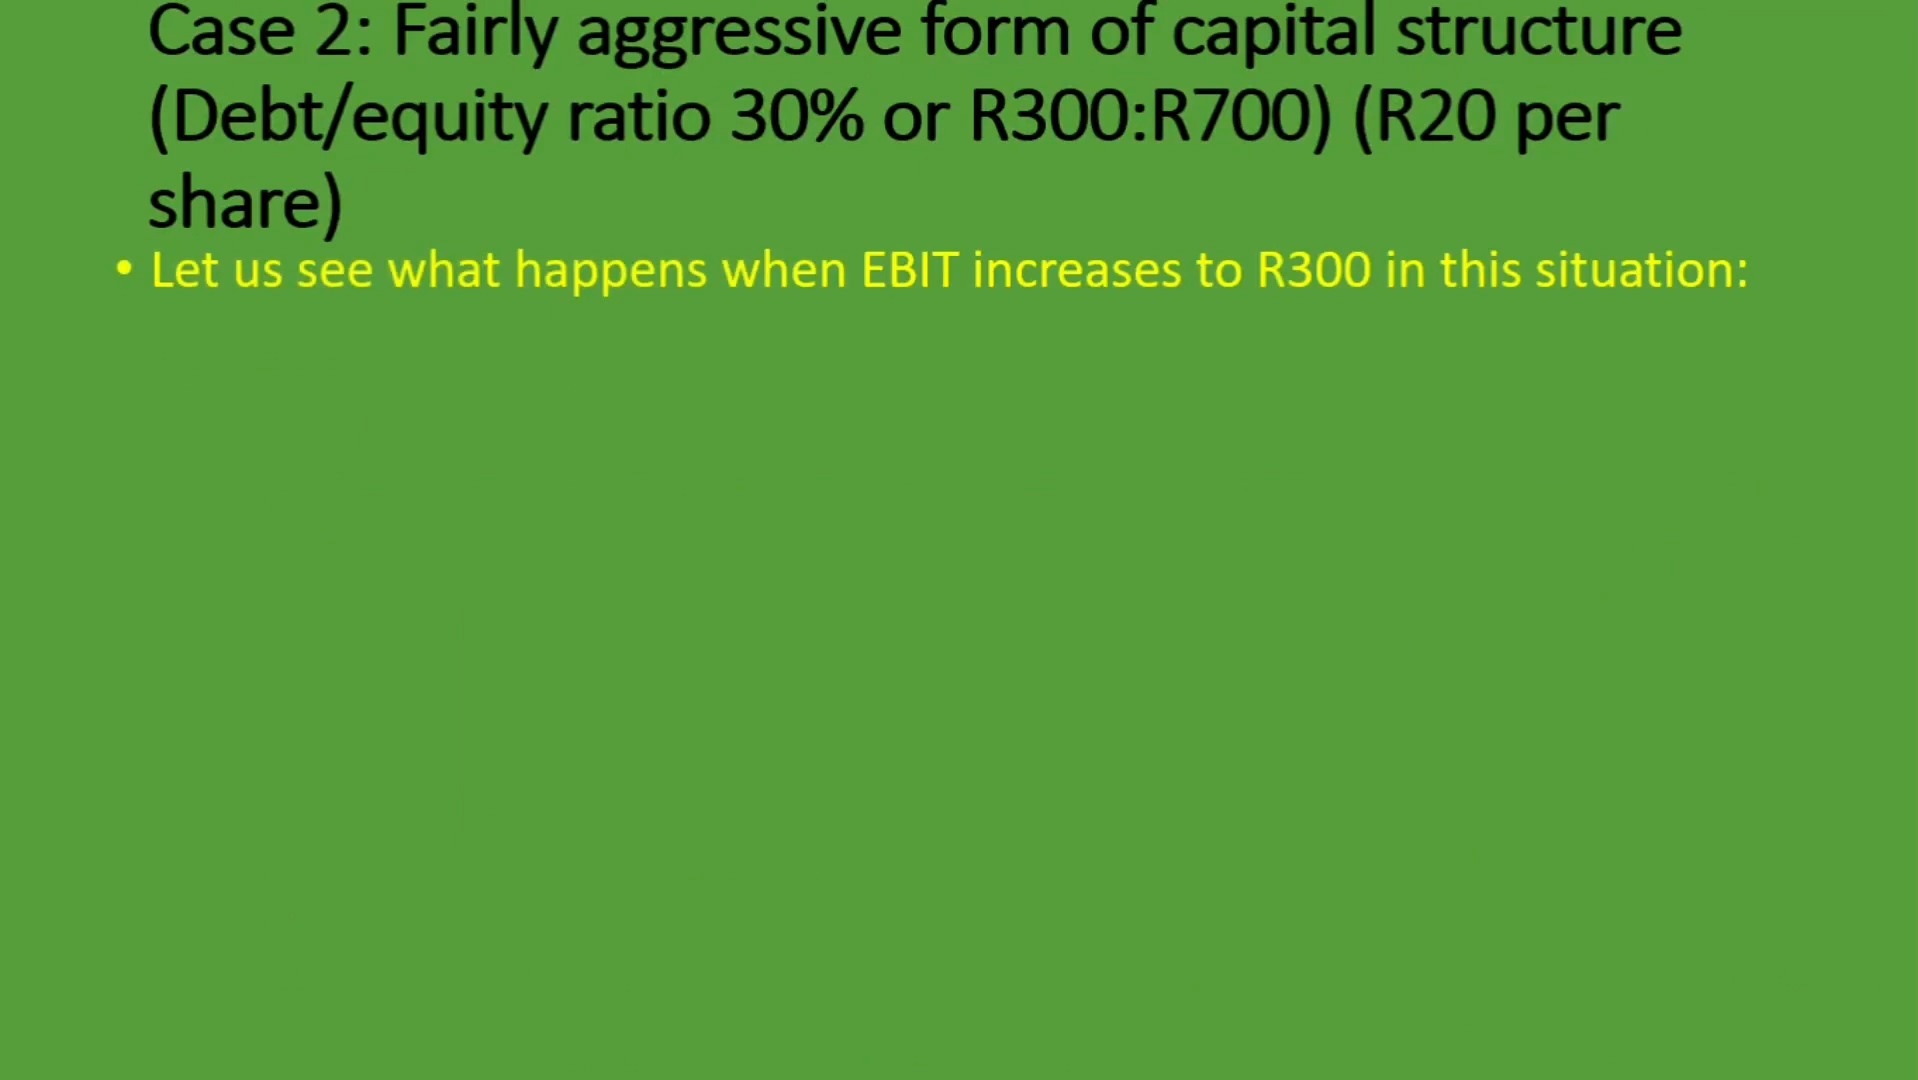 Case 2: Fairly aggressive form of capital structure
(Debt/equity ratio 30% or R300:R700) (R20 per
share)
• Let us see what happens when EBIT increases to R300 in this situation: